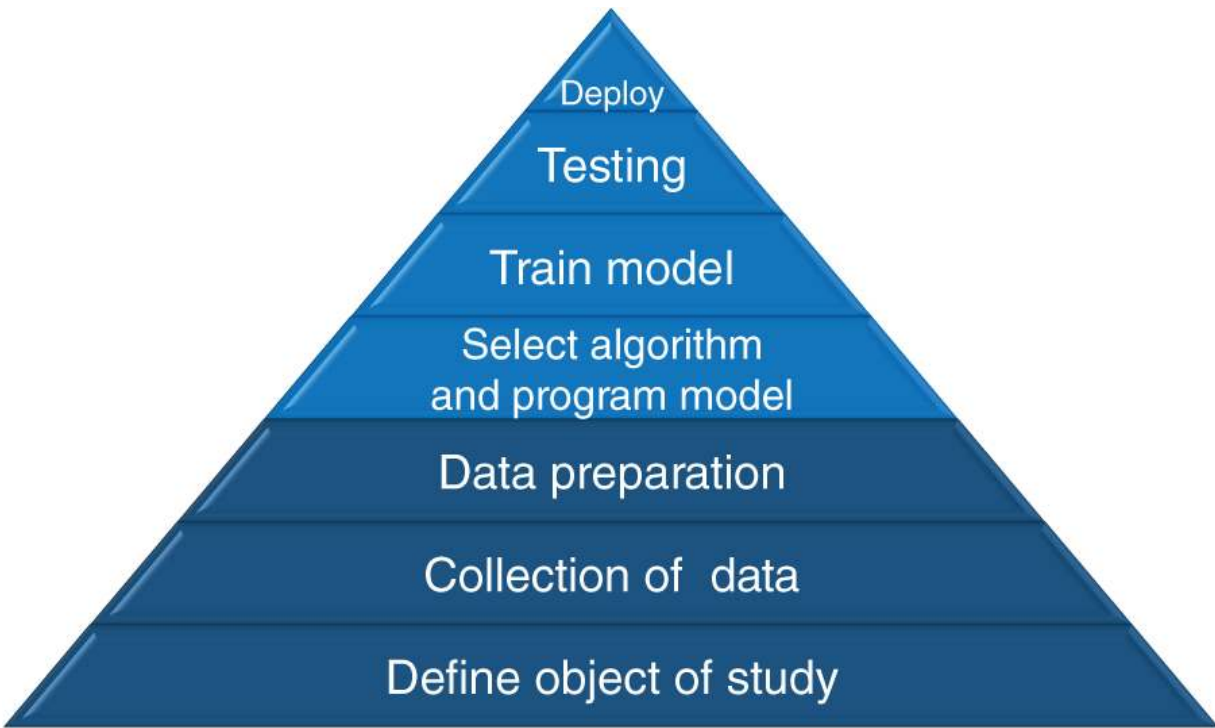 Deploy
Testing
Train model
Select algorithm
and program model
Data preparation
Collection of  data
Define object of study